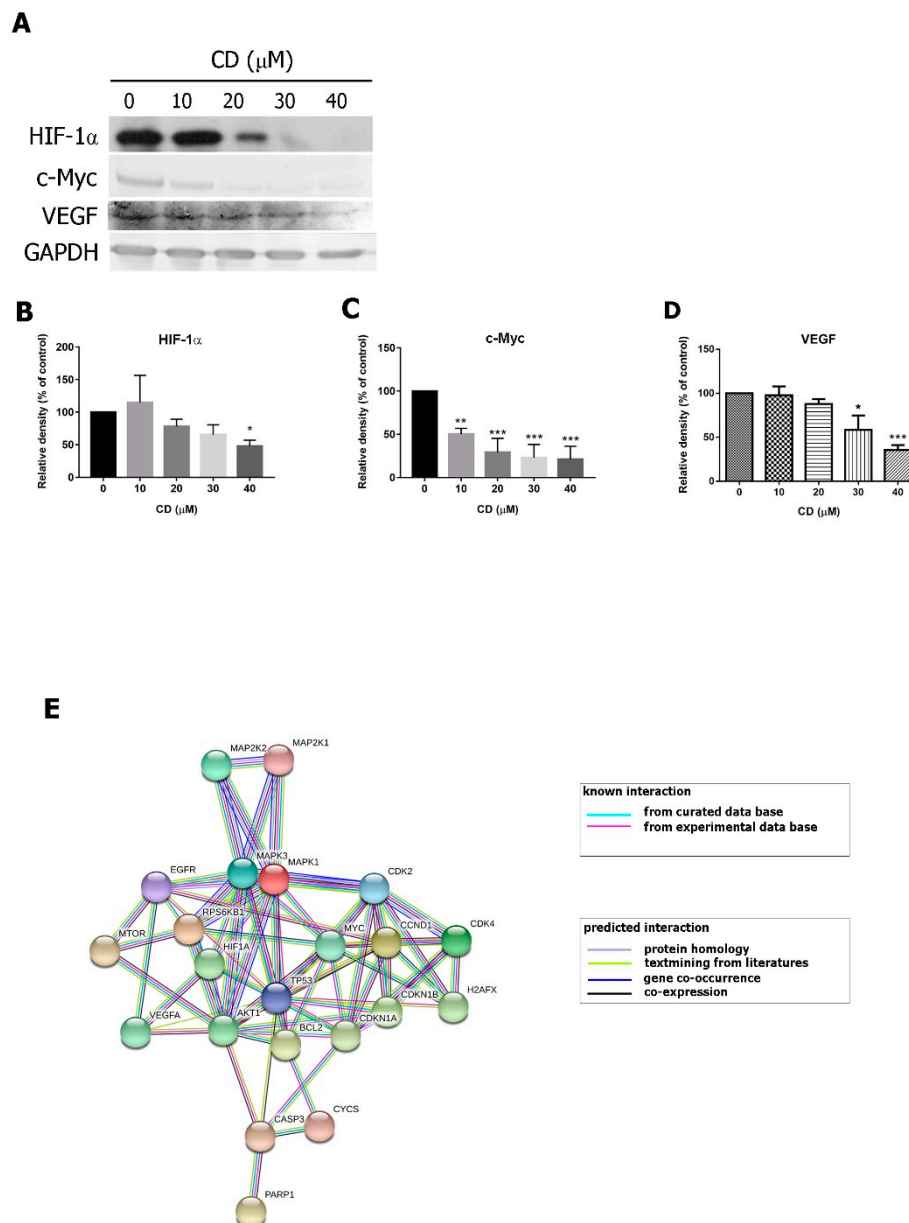 A
CD (μM)
0 10 20 30 40
HIF-1α
c-Myc
VEGF
GAPDH
B
HIF-1α
Relative density (% of control)
200
150
100
50
0
0 10 20 30 40
CD (μM)
* 
C
c-Myc
Relative density (% of control)
150
100
50
0
** *** *** ***
0 10 20 30 40
CD (μM)
D
VEGF
Relative density (% of control)
150
100
50
0
* ***
0 10 20 30 40
CD (μM)
E
MAP2K2 MAP2K1
MAPK3 MAPK1
EGFR CDK2
RPS6KB1
MTOR HIF1A MYC CCND1 CDK4
TP53
CDKN1B H2AFX
VEGFA AKT1 BCL2 CDKN1A
CASP3 CYCS
PARP1
known interaction
from curated data base
from experimental data base
predicted interaction
protein homology
textmining from literatures
gene co-occurrence
co-expression